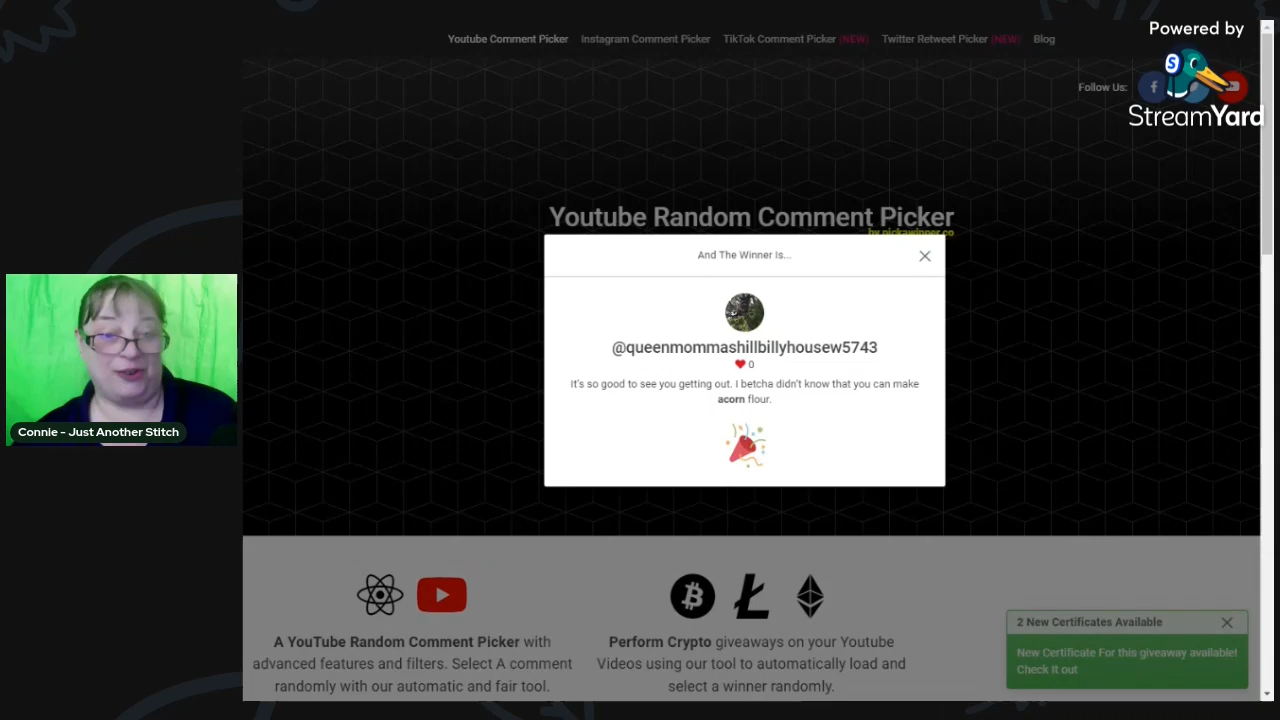 Powered by
StreamYard
Youtube Comment Picker Instagram Comment Picker TikTok Comment Picker (NEW) Twitter Retweet Picker (NEW) Blog
Follow Us:
Youtube Random Comment Picker
by pickawinner.co
And The Winner Is...
@queenmommashillbillyhousew5743
0
It's so good to see you getting out. I betcha didn't know that you can make
acorn flour.
Connie - Just Another Stitch
A YouTube Random Comment Picker with
advanced features and filters. Select A comment
randomly with our automatic and fair tool.
Perform Crypto giveaways on your Youtube
Videos using our tool to automatically load and
select a winner randomly.
2 New Certificates Available
New Certificate For this giveaway available!
Check It out